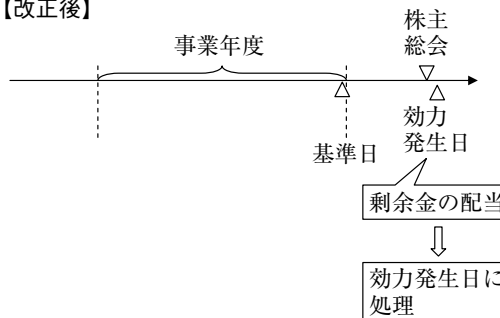 【改正後】
事業年度
株主
総会
基準日
効力
発生日
剰余金の配当
効力発生日に
処理